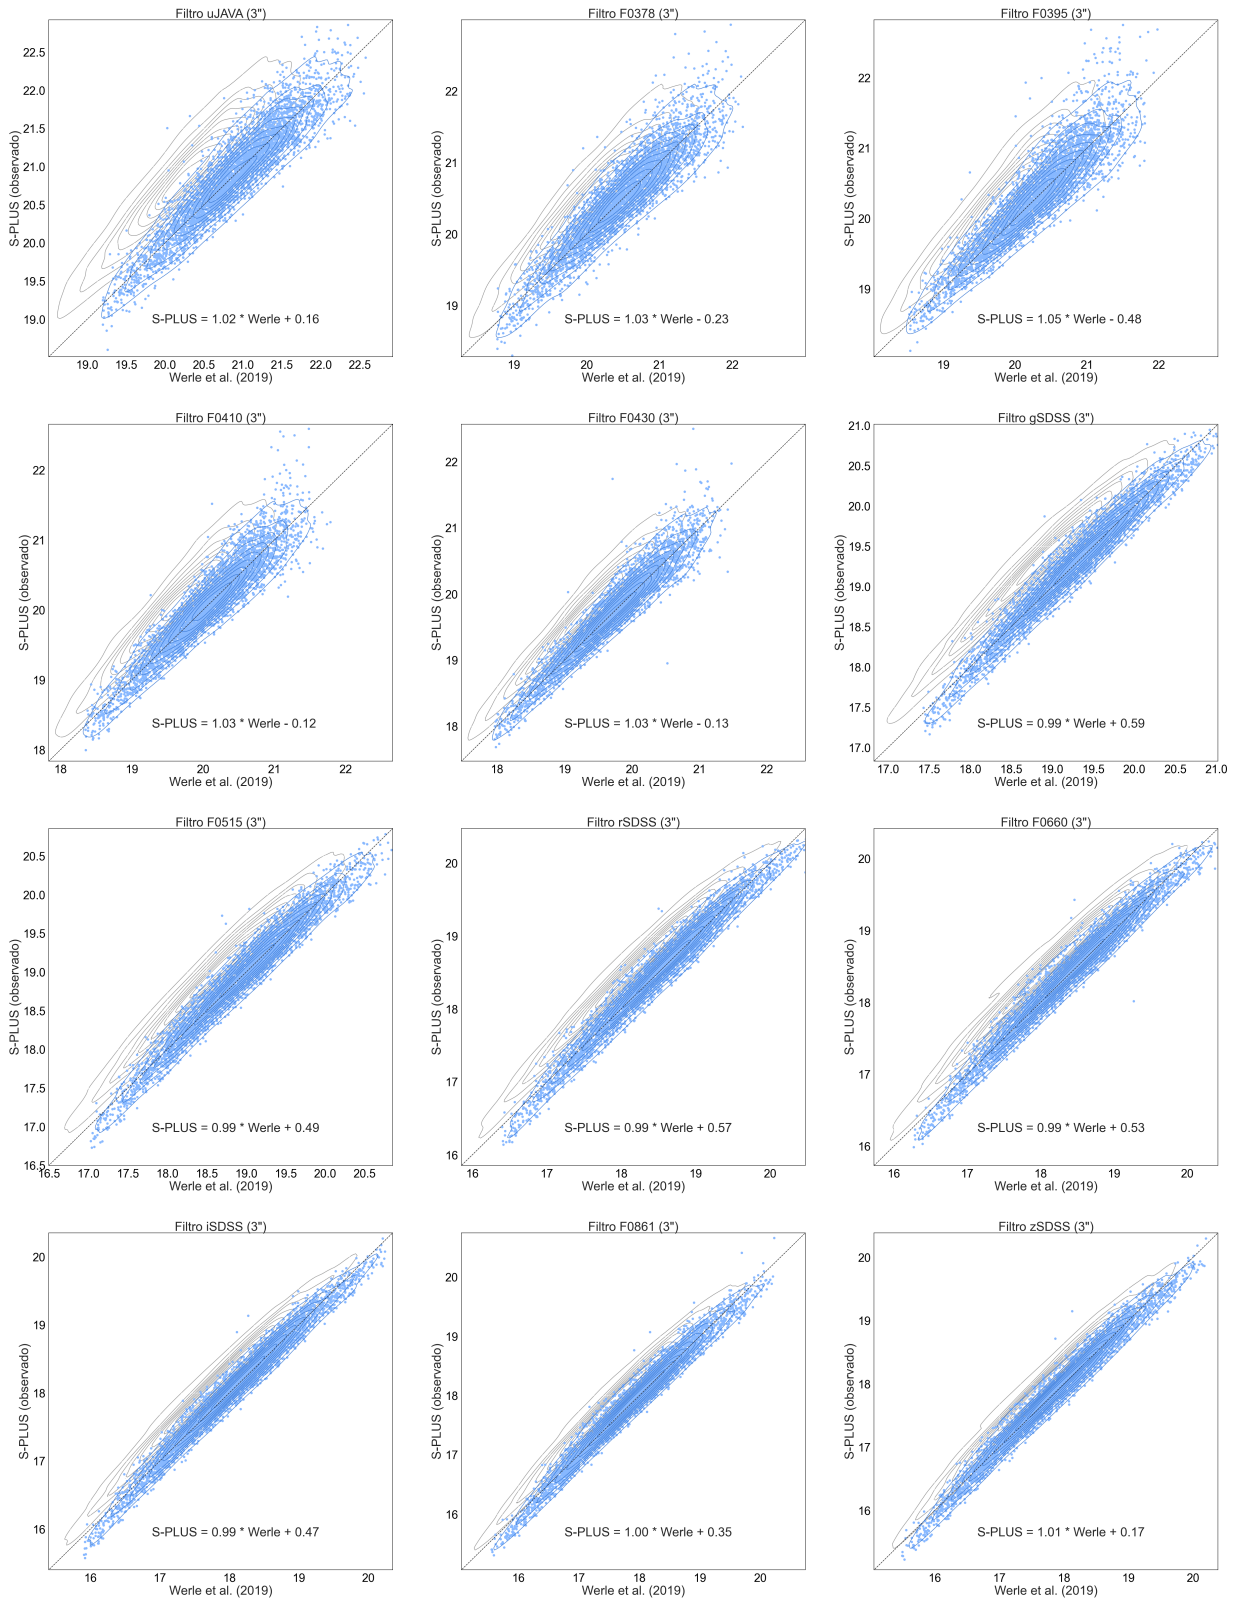 Filtro uJAVA (3")
22.5
22.0
21.5
21.0
20.5
20.0
19.5
19.0
S-PLUS (observado)
S-PLUS = 1.02 * Werle + 0.16
19.0 19.5 20.0 20.5 21.0 21.5 22.0 22.5
Werle et al. (2019)
Filtro F0378 (3")
22
21
20
19
S-PLUS (observado)
S-PLUS = 1.03 * Werle - 0.23
19 20 21 22
Werle et al. (2019)
Filtro F0395 (3")
22
21
20
19
S-PLUS (observado)
S-PLUS = 1.05 * Werle - 0.48
19 20 21 22
Werle et al. (2019)
Filtro F0410 (3")
22
21
20
19
18
S-PLUS (observado)
S-PLUS = 1.03 * Werle - 0.12
18 19 20 21 22
Werle et al. (2019)
Filtro F0430 (3")
22
21
20
19
18
S-PLUS (observado)
S-PLUS = 1.03 * Werle - 0.13
18 19 20 21 22
Werle et al. (2019)
Filtro gSDSS (3")
21.0
20.5
20.0
19.5
19.0
18.5
18.0
17.5
17.0
S-PLUS (observado)
S-PLUS = 0.99 * Werle + 0.59
17.0 17.5 18.0 18.5 19.0 19.5 20.0 20.5 21.0
Werle et al. (2019)
Filtro F0515 (3")
20.5
20.0
19.5
19.0
18.5
18.0
17.5
17.0
16.5
S-PLUS (observado)
S-PLUS = 0.99 * Werle + 0.49
16.5 17.0 17.5 18.0 18.5 19.0 19.5 20.0 20.5
Werle et al. (2019)
Filtro rSDSS (3")
20
19
18
17
16
S-PLUS (observado)
S-PLUS = 0.99 * Werle + 0.57
16 17 18 19 20
Werle et al. (2019)
Filtro F0660 (3")
20
19
18
17
16
S-PLUS (observado)
S-PLUS = 0.99 * Werle + 0.53
16 17 18 19 20
Werle et al. (2019)
Filtro iSDSS (3")
20
19
18
17
16
S-PLUS (observado)
S-PLUS = 0.99 * Werle + 0.47
16 17 18 19 20
Werle et al. (2019)
Filtro F0861 (3")
20
19
18
17
16
S-PLUS (observado)
S-PLUS = 1.00 * Werle + 0.35
16 17 18 19 20
Werle et al. (2019)
Filtro zSDSS (3")
20
19
18
17
16
S-PLUS (observado)
S-PLUS = 1.01 * Werle + 0.17
16 17 18 19 20
Werle et al. (2019)